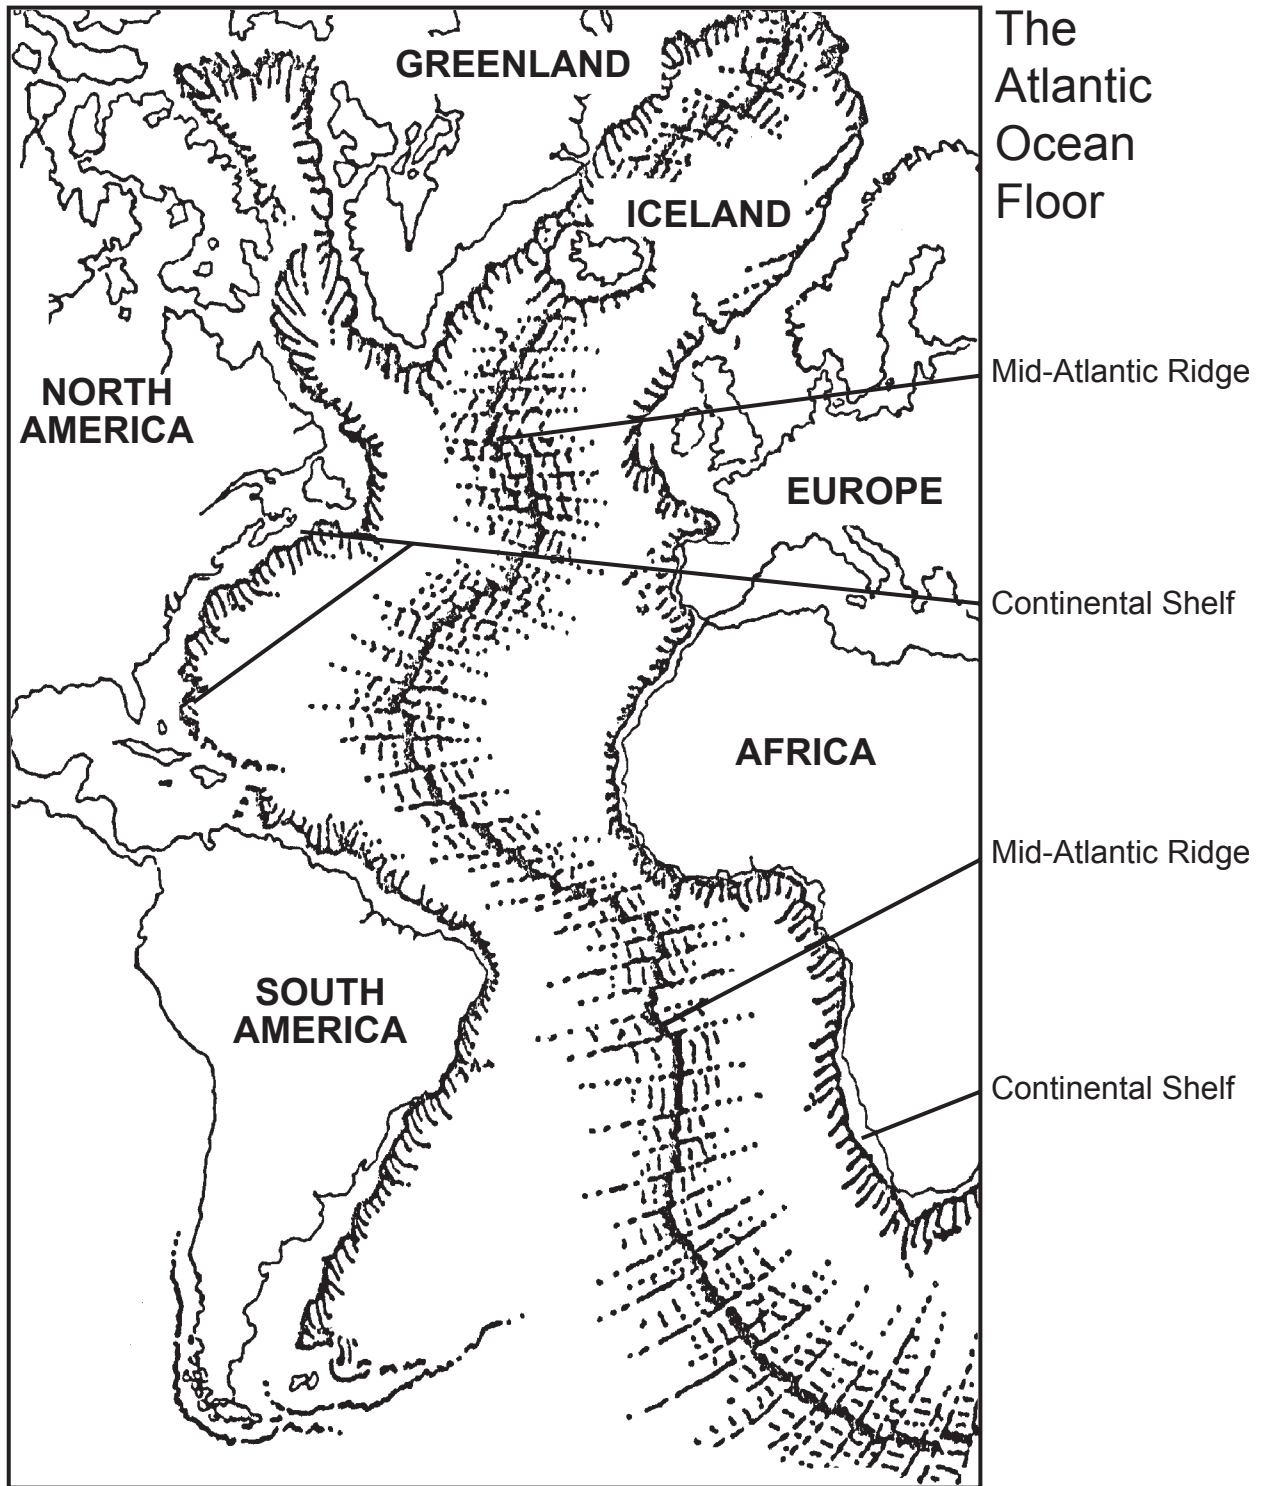 The
Atlantic
Ocean
Floor
GREENLAND
ICELAND
Mid-Atlantic Ridge
NORTH
AMERICA
EUROPE
Continental Shelf
AFRICA
Mid-Atlantic Ridge
SOUTH
AMERICA
Continental Shelf